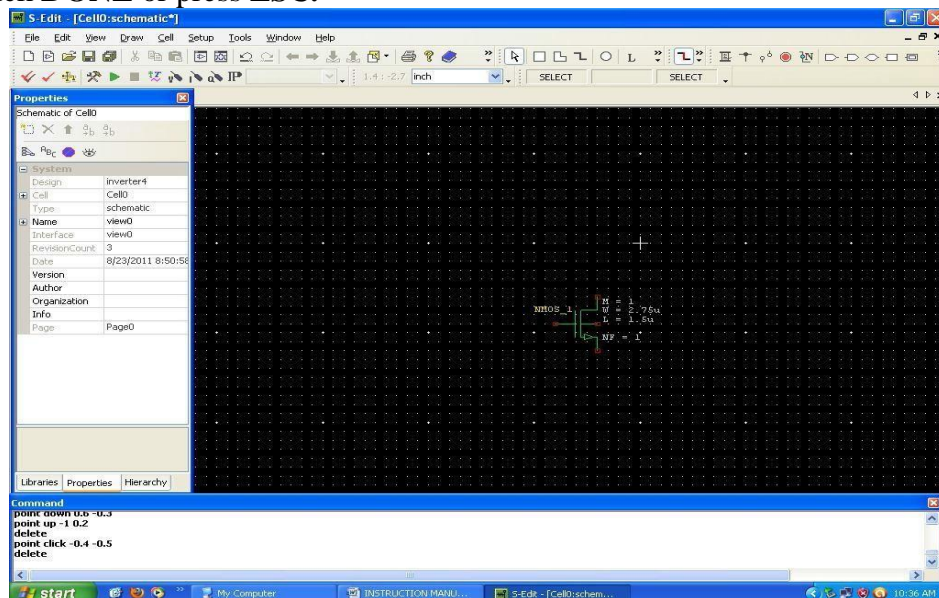 S-Edit - [Cell0:schematic*]
File Edit View Draw Cell Setup Tools Window Help
1.4 : -2.7 inch SELECT SELECT
Properties
Schematic of Cell0
System
Design inverter4
Cell Cell0
Type schematic
Name view0
Interface view0
RevisionCount 3
Date 8/23/2011 8:50:58
Version
Author
Organization
Info
Page Page0
NMOS_1
M = 1
W = 2.75u
L = 1.5u
NF = 1
Libraries Properties Hierarchy
Command
point down 0.6 -0.3
point up -1 0.2
delete
point click -0.4 -0.5
delete
start My Computer INSTRUCTION MANU... S-Edit - [Cell0:schem... 10:36 AM